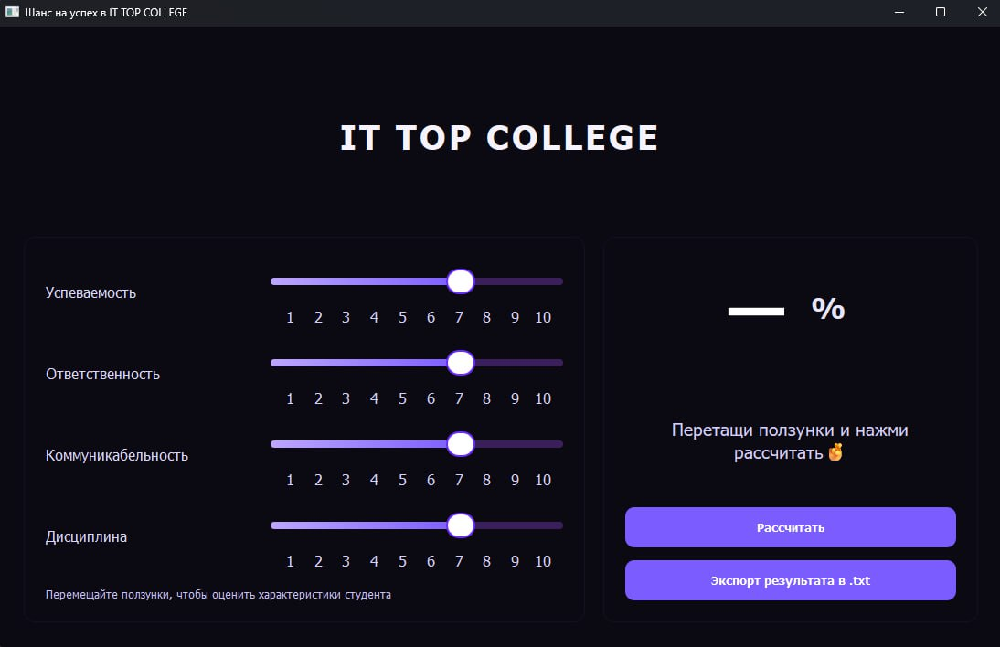 Шанс на успех в IT TOP COLLEGE
IT TOP COLLEGE
Успеваемость
1 2 3 4 5 6 7 8 9 10
Ответственность
1 2 3 4 5 6 7 8 9 10
Коммуникабельность
1 2 3 4 5 6 7 8 9 10
Дисциплина
1 2 3 4 5 6 7 8 9 10
Перемещайте ползунки, чтобы оценить характеристики студента
— %
Перетащи ползунки и нажми
рассчитать
Рассчитать
Экспорт результата в .txt